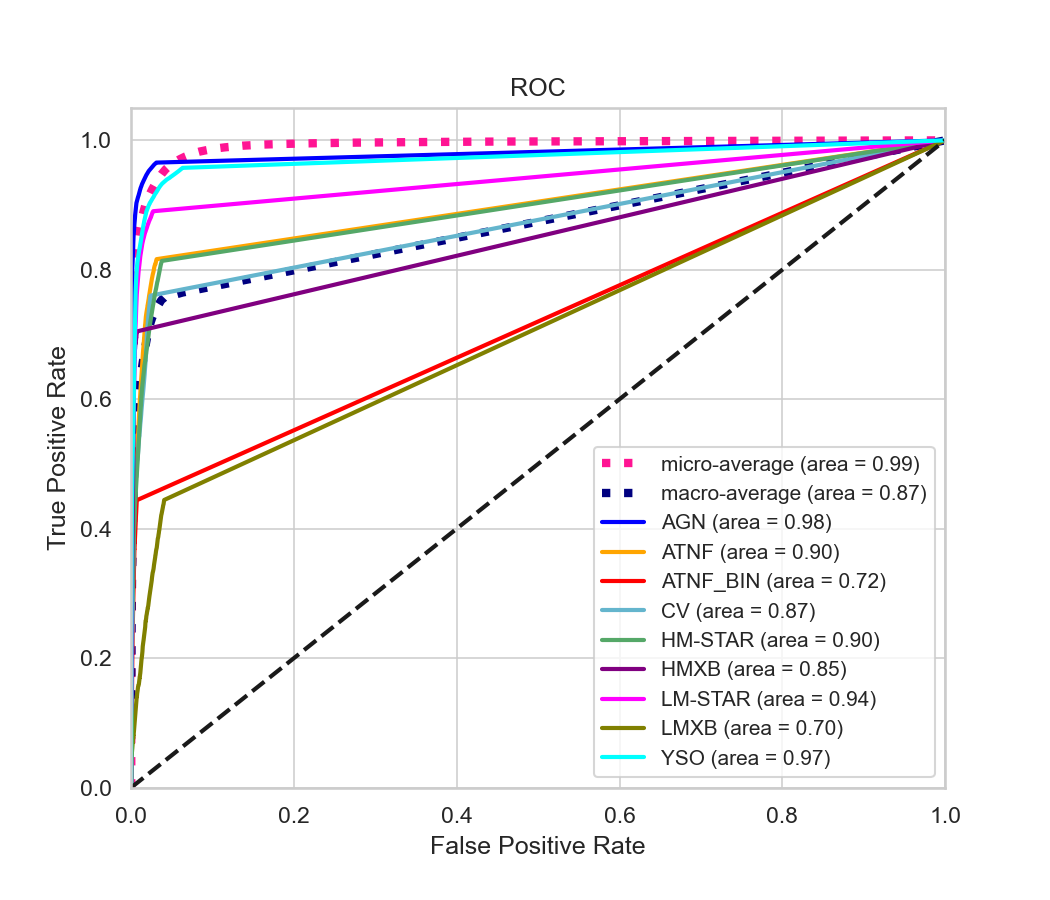 ROC
True Positive Rate
1.0
0.8
0.6
0.4
0.2
0.0
micro-average (area = 0.99)
macro-average (area = 0.87)
AGN (area = 0.98)
ATNF (area = 0.90)
ATNF_BIN (area = 0.72)
CV (area = 0.87)
HM-STAR (area = 0.90)
HMXB (area = 0.85)
LM-STAR (area = 0.94)
LMXB (area = 0.70)
YSO (area = 0.97)
0.0 0.2 0.4 0.6 0.8 1.0
False Positive Rate